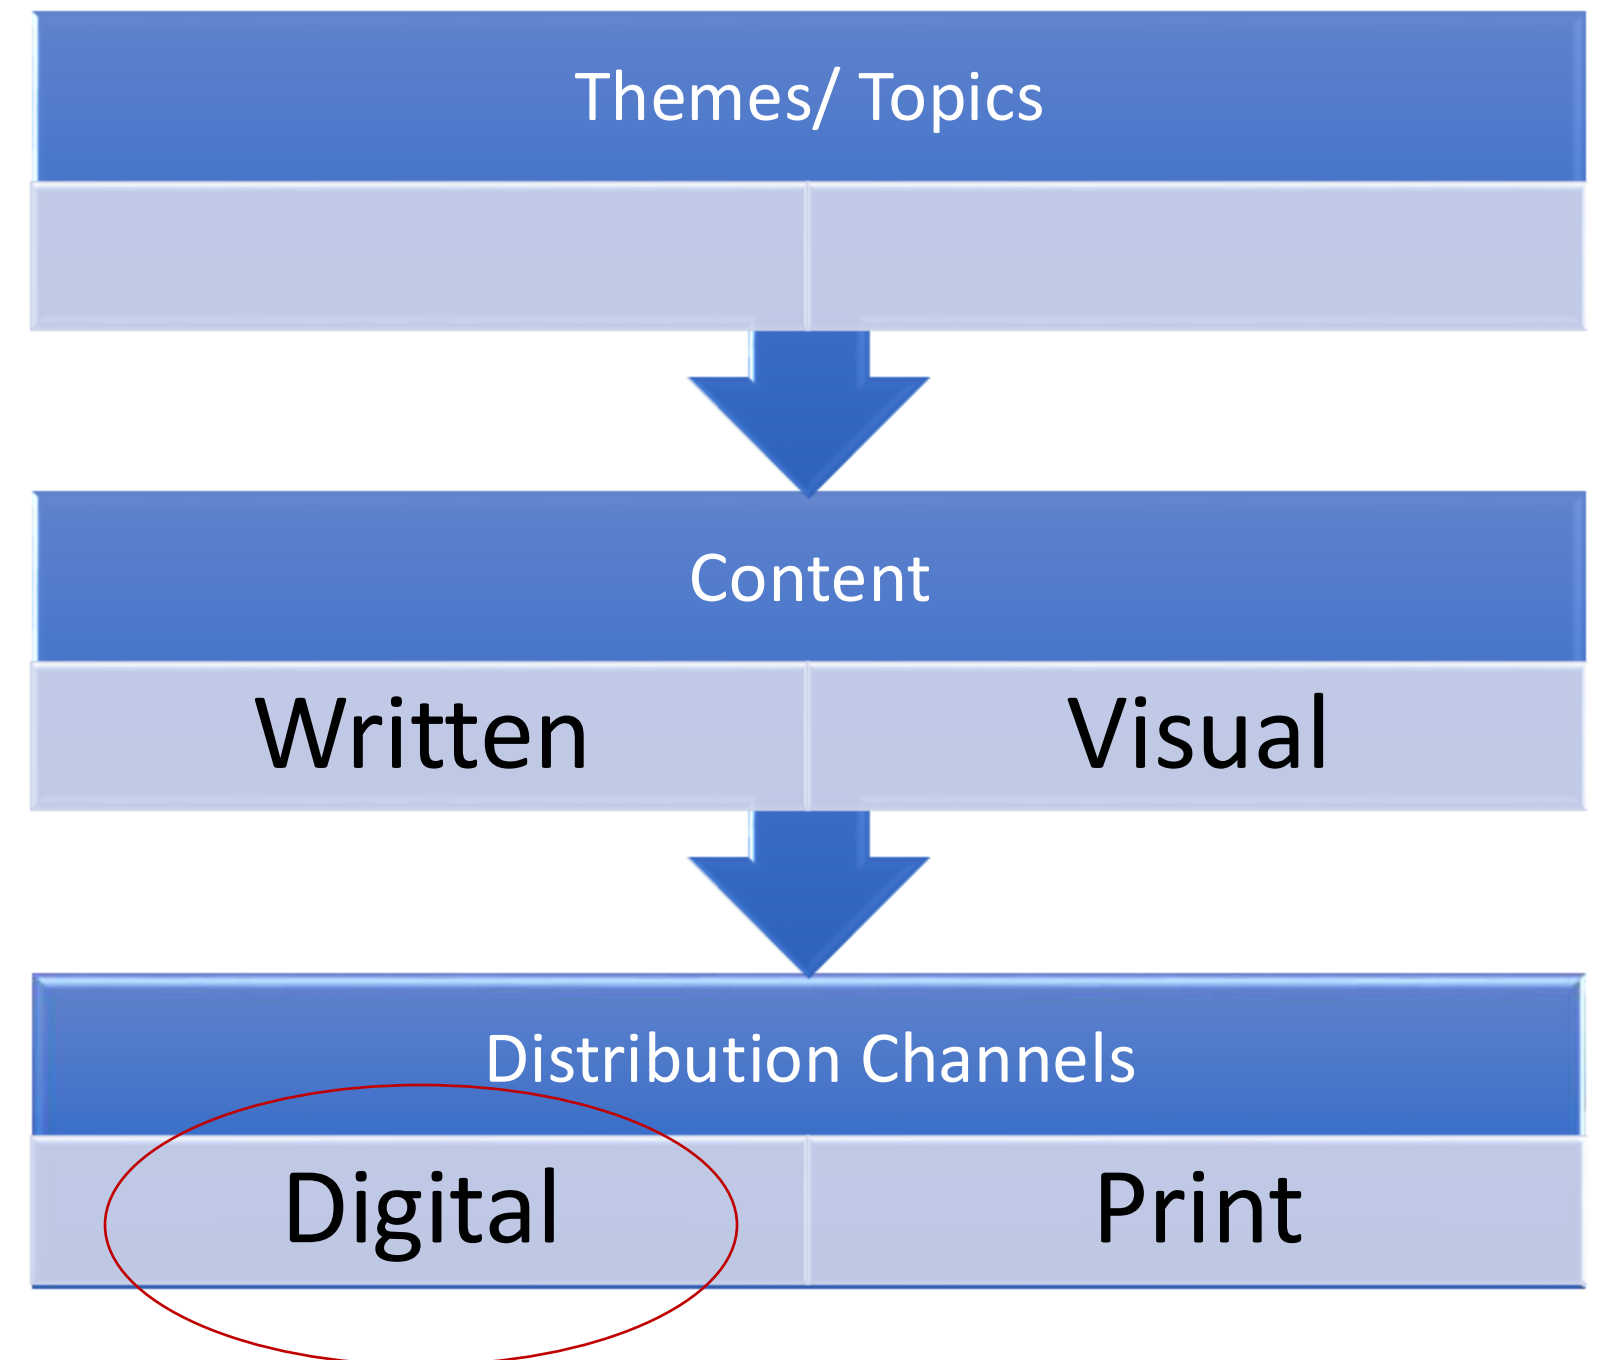 Themes/ Topics
Content
Written
Visual
Distribution Channels
Digital
Print